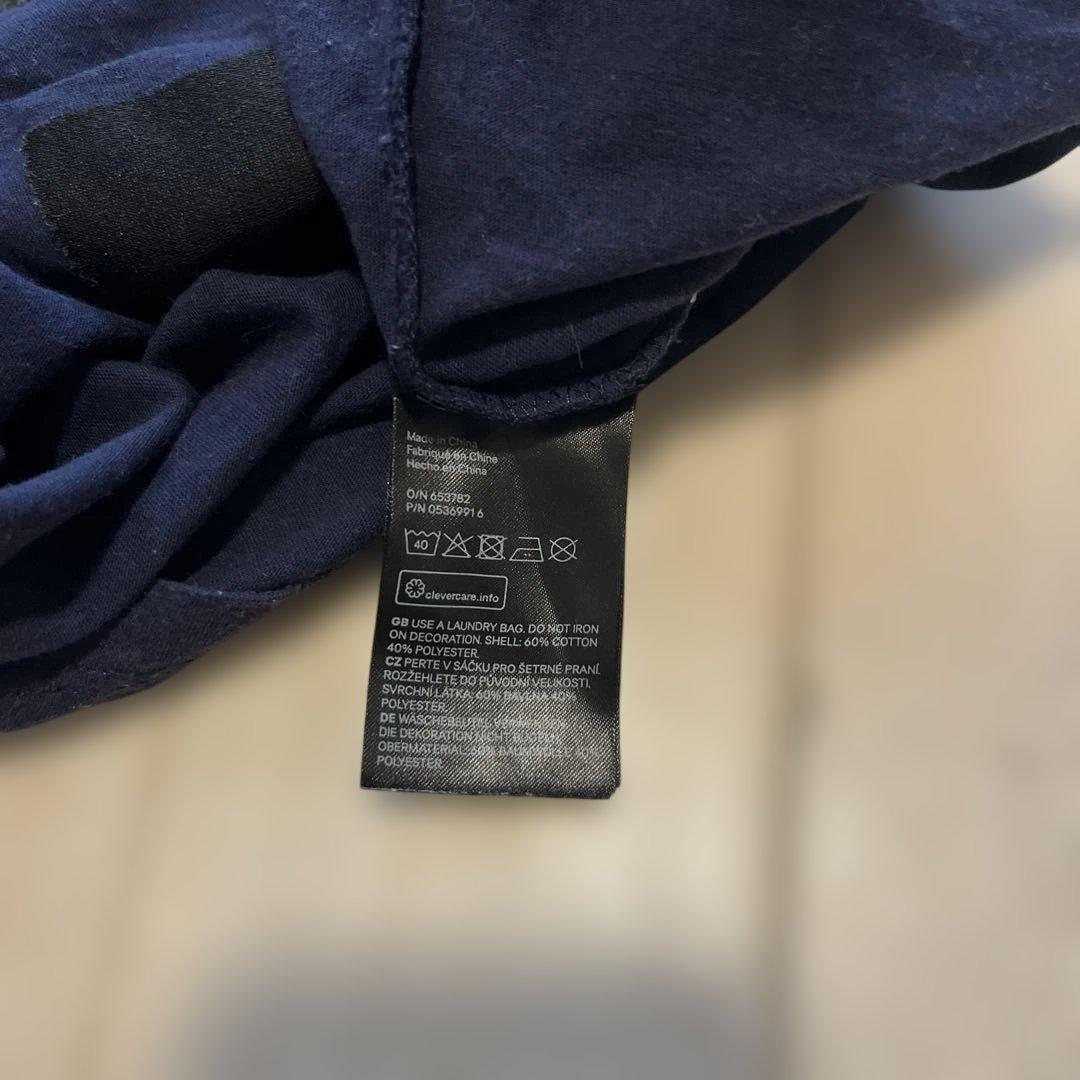 Made in China
Fabriqué en Chine
Hecho en China
O/N 653782
P/N 05369916
40
clevercare.info
GB USE A LAUNDRY BAG. DO NOT IRON
ON DECORATION. SHELL: 60% COTTON
40% POLYESTER.
CZ PERTE V SÁČKU PRO ŠETRNÉ PRANÍ.
ROZŽEHLETE DO PŮVODNÍ VELIKOSTI.
SVRCHNÍ LÁTKA: 60% BAVLNA 40%
POLYESTER.
DE WÄSCHEBEUTEL
DIE DEKORATION NICHT
OBERMATERIAL
POLYESTER.